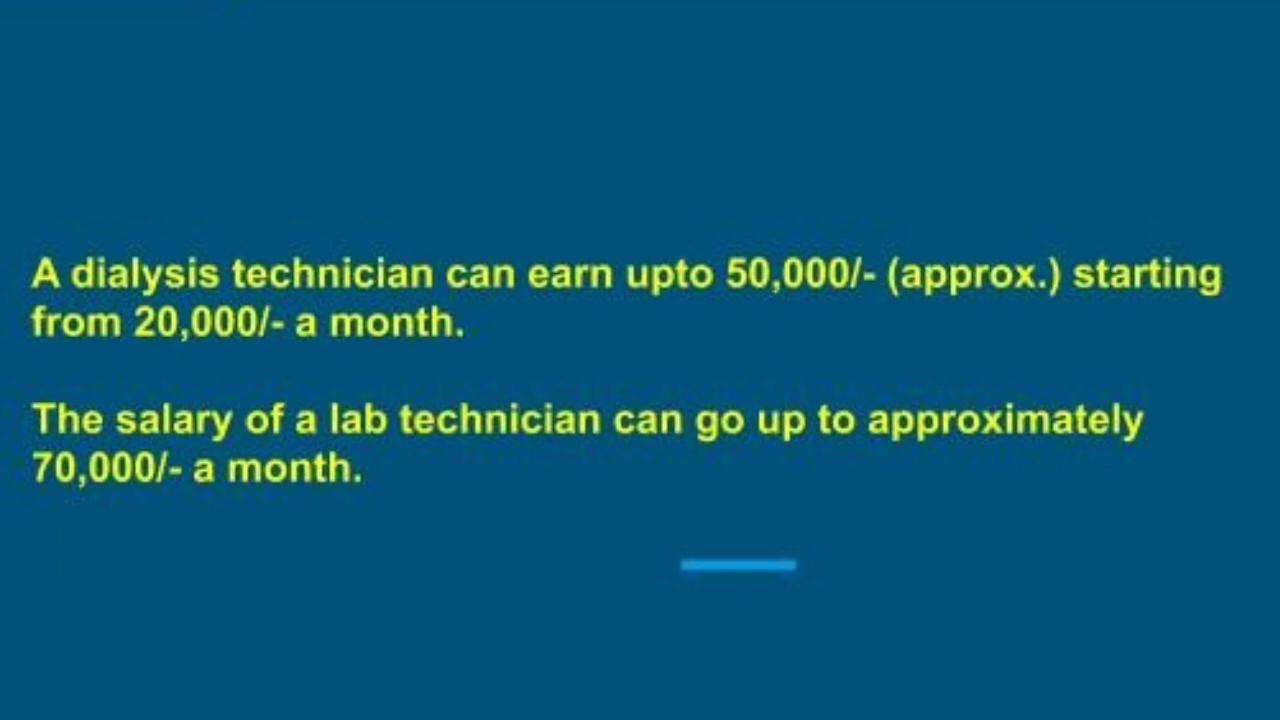 A dialysis technician can earn upto 50,000/- (approx.) starting
from 20,000/- a month.
The salary of a lab technician can go up to approximately
70,000/- a month.